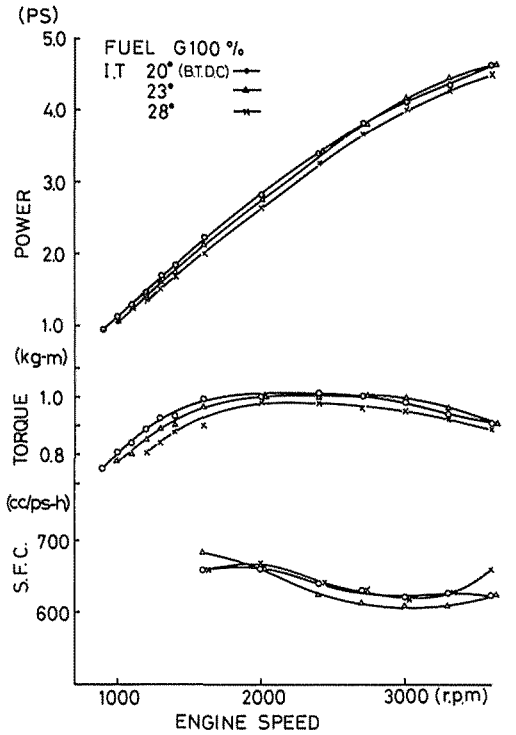 (PS)
5.0
FUEL G100%
I.T 20° (B.T.D.C)
23°
28°
4.0
3.0
2.0
1.0
POWER
(kg-m)
1.0
0.8
TORQUE
(cc/ps-h)
700
600
S.F.C.
1000 2000 3000 (r.p.m)
ENGINE SPEED